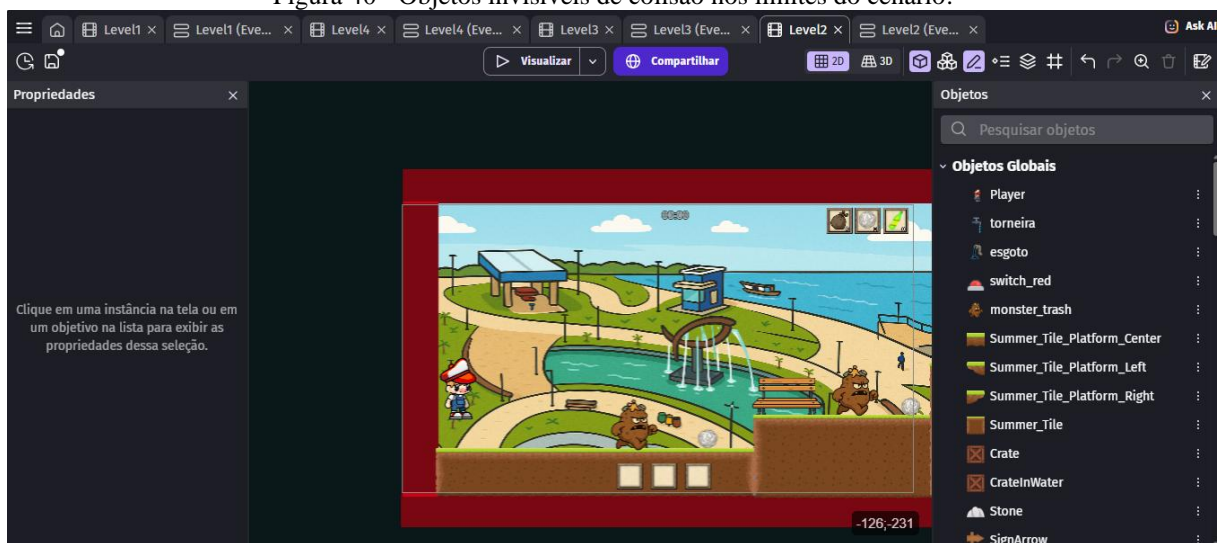 Figura 40 - Objetos invisíveis de colisão nos limites do cenário.
Level1 × Level1 (Eve... × Level4 × Level4 (Eve... × Level3 × Level3 (Eve... × Level2 × Level2 (Eve... × Ask AI
Visualizar Compartilhar 2D 3D
Propriedades ×
Clique em uma instância na tela ou em
um objetivo na lista para exibir as
propriedades dessa seleção.
00:00
-126;-231
Objetos ×
Pesquisar objetos
Objetos Globais
Player
torneira
esgoto
switch_red
monster_trash
Summer_Tile_Platform_Center
Summer_Tile_Platform_Left
Summer_Tile_Platform_Right
Summer_Tile
Crate
CrateInWater
Stone
SignArrow